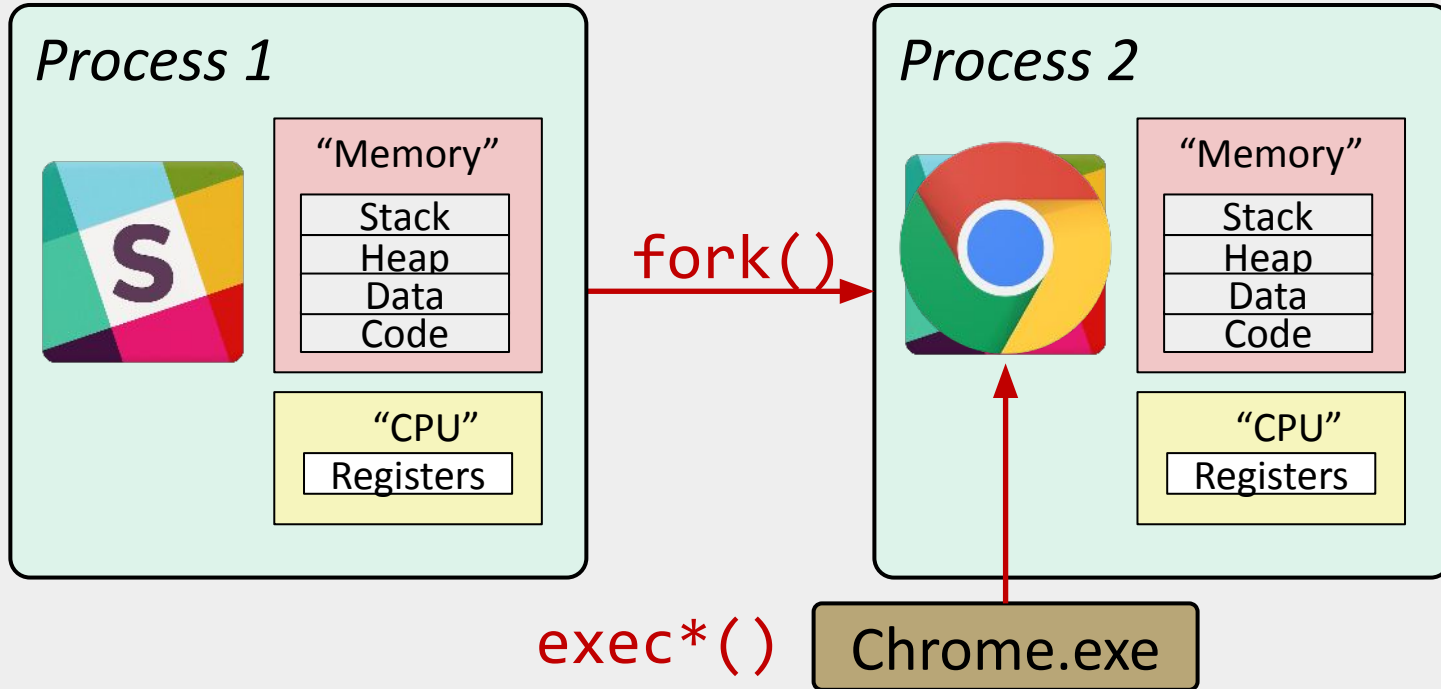 Process 1
“Memory”
Stack
Heap
Data
Code
“CPU”
Registers
S
fork()
Process 2
“Memory”
Stack
Heap
Data
Code
“CPU”
Registers
exec*()
Chrome.exe